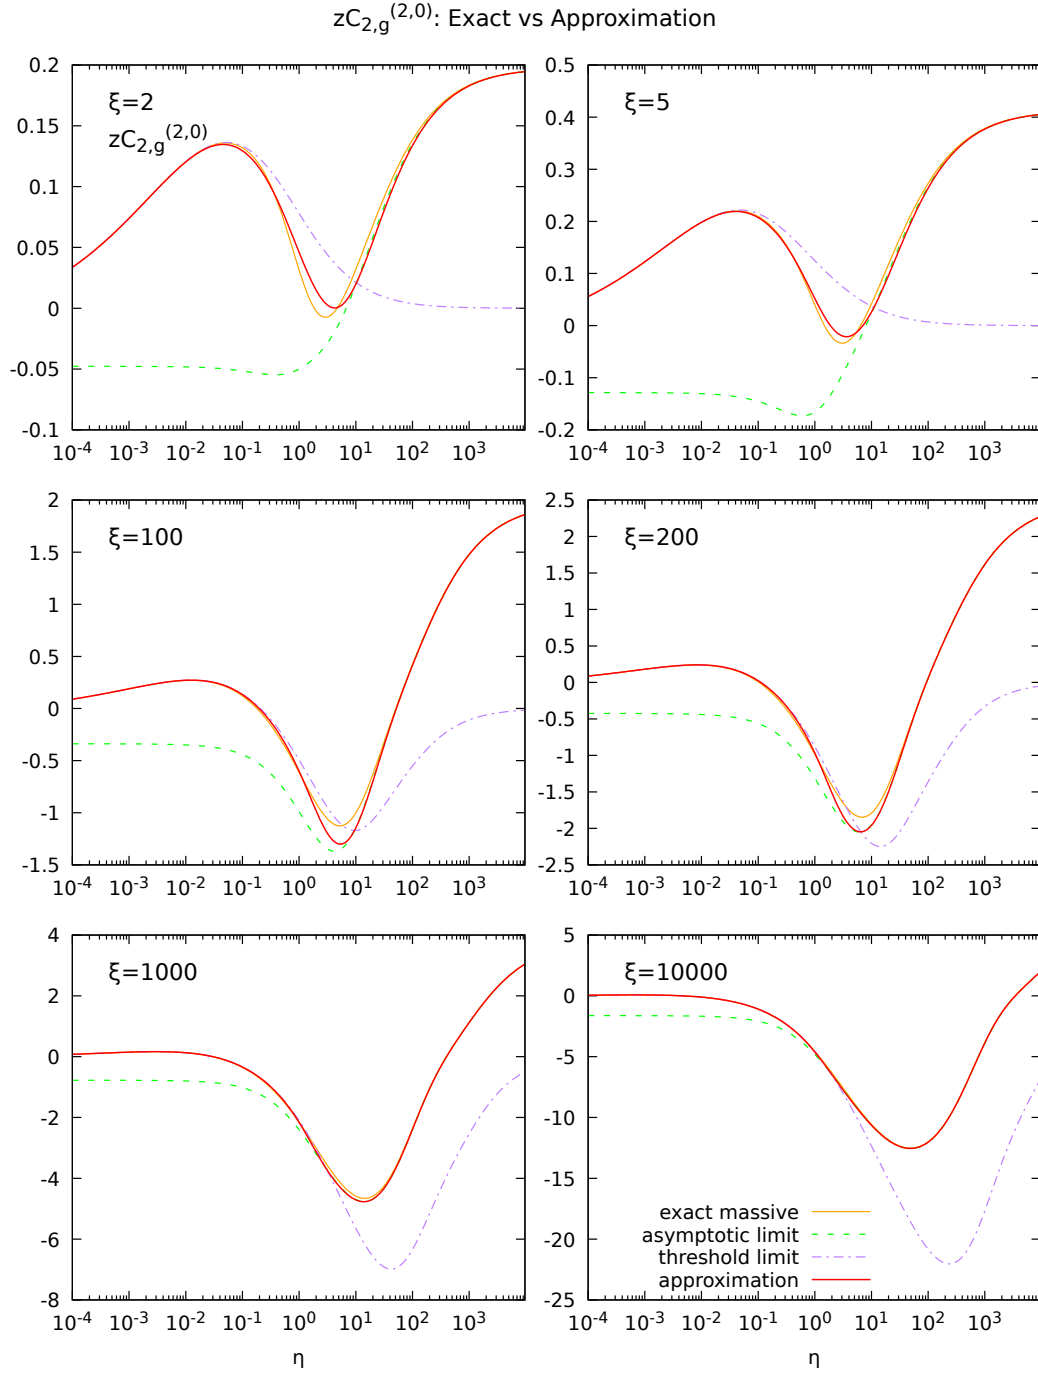 zC₂,g⁽²,⁰⁾: Exact vs Approximation
0.2
0.15
0.1
0.05
0
-0.05
-0.1
ξ=2
zC₂,g⁽²,⁰⁾
10⁻⁴ 10⁻³ 10⁻² 10⁻¹ 10⁰ 10¹ 10² 10³
0.5
0.4
0.3
0.2
0.1
0
-0.1
-0.2
ξ=5
10⁻⁴ 10⁻³ 10⁻² 10⁻¹ 10⁰ 10¹ 10² 10³
2
1.5
1
0.5
0
-0.5
-1
-1.5
ξ=100
10⁻⁴ 10⁻³ 10⁻² 10⁻¹ 10⁰ 10¹ 10² 10³
2.5
2
1.5
1
0.5
0
-0.5
-1
-1.5
-2
-2.5
ξ=200
10⁻⁴ 10⁻³ 10⁻² 10⁻¹ 10⁰ 10¹ 10² 10³
4
2
0
-2
-4
-6
-8
ξ=1000
10⁻⁴ 10⁻³ 10⁻² 10⁻¹ 10⁰ 10¹ 10² 10³
η
5
0
-5
-10
-15
-20
-25
ξ=10000
exact massive
asymptotic limit
threshold limit
approximation
10⁻⁴ 10⁻³ 10⁻² 10⁻¹ 10⁰ 10¹ 10² 10³
η